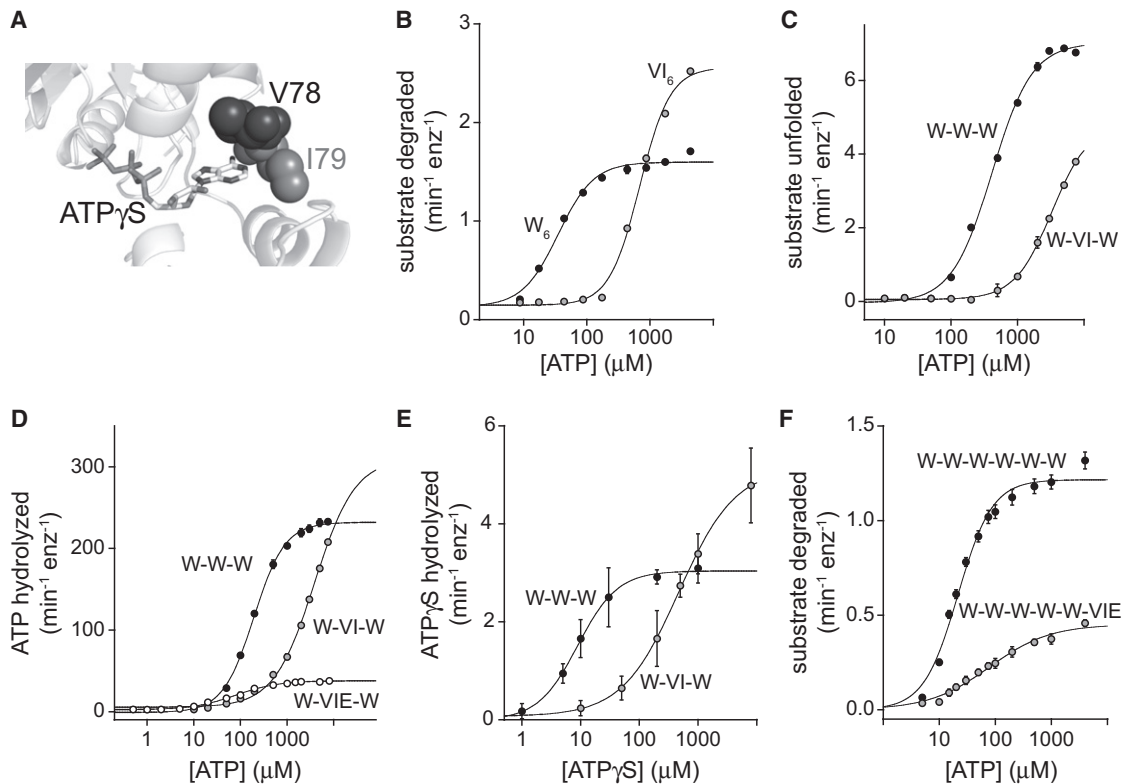 A
V78
I79
ATPγS
B
substrate degraded
(min⁻¹ enz⁻¹)
3
2
1
0
VI₆
W₆
10
100
1000
[ATP] (μM)
C
substrate unfolded
(min⁻¹ enz⁻¹)
6
4
2
0
W-W-W
W-VI-W
10
1000
[ATP] (μM)
D
ATP hydrolyzed
(min⁻¹ enz⁻¹)
300
200
100
0
W-W-W
W-VI-W
W-VIE-W
1
10
100
1000
[ATP] (μM)
E
ATPγS hydrolyzed
(min⁻¹ enz⁻¹)
6
4
2
0
W-W-W
W-VI-W
1
10
100
1000
[ATPγS] (μM)
F
substrate degraded
(min⁻¹ enz⁻¹)
1.5
1.0
0.5
0.0
W-W-W-W-W-W
W-W-W-W-W-VIE
10
100
1000
[ATP] (μM)